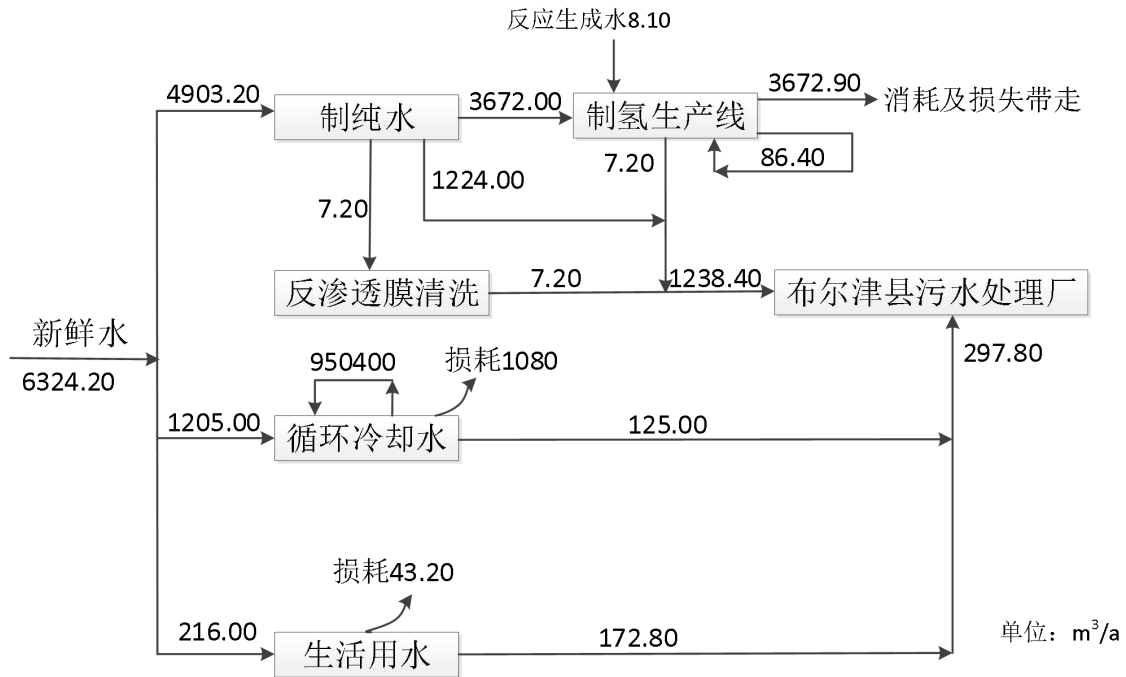 反应生成水8.10
4903.20
制纯水
3672.00
制氢生产线
3672.90
消耗及损失带走
86.40
7.20
1224.00
7.20
反渗透膜清洗
7.20
1238.40
布尔津县污水处理厂
新鲜水
6324.20
950400
损耗1080
297.80
1205.00
循环冷却水
125.00
损耗43.20
216.00
生活用水
172.80
单位：m³/a